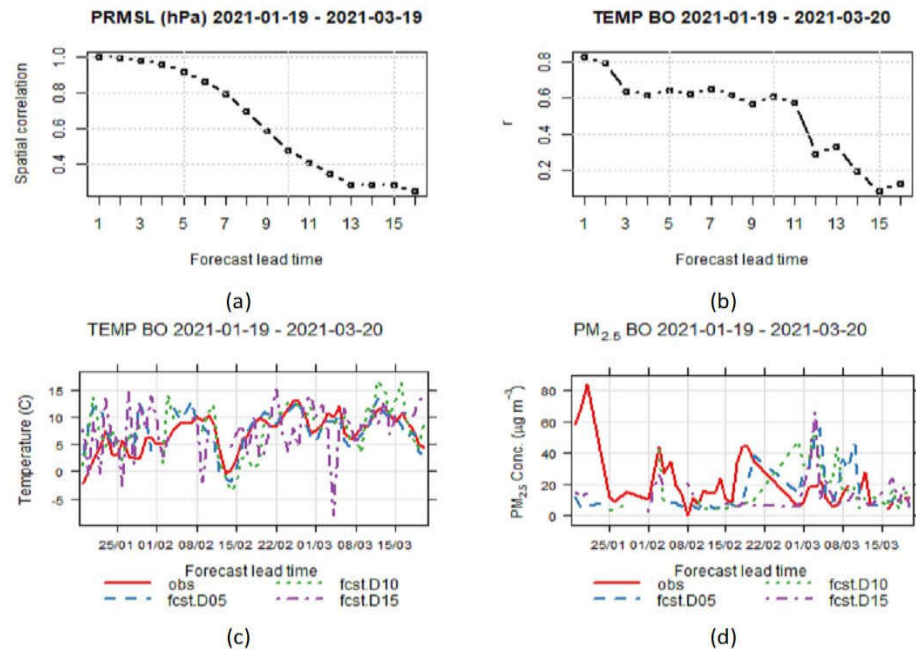 PRMSL (hPa) 2021-01-19 - 2021-03-19
Spatial correlation
1.0
0.8
0.6
0.4
1 3 5 7 9 11 13 15
Forecast lead time
(a)
TEMP BO 2021-01-19 - 2021-03-20
r
0.8
0.6
0.4
0.2
1 3 5 7 9 11 13 15
Forecast lead time
(b)
TEMP BO 2021-01-19 - 2021-03-20
Temperature (C)
15
10
5
0
-5
25/01 01/02 08/02 15/02 22/02 01/03 08/03 15/03
Forecast lead time
obs fcst.D10
fcst.D05 fcst.D15
(c)
PM2.5 BO 2021-01-19 - 2021-03-20
PM2.5 Conc. (µg m−3)
80
60
40
20
0
25/01 01/02 08/02 15/02 22/02 01/03 08/03 15/03
Forecast lead time
obs fcst.D10
fcst.D05 fcst.D15
(d)